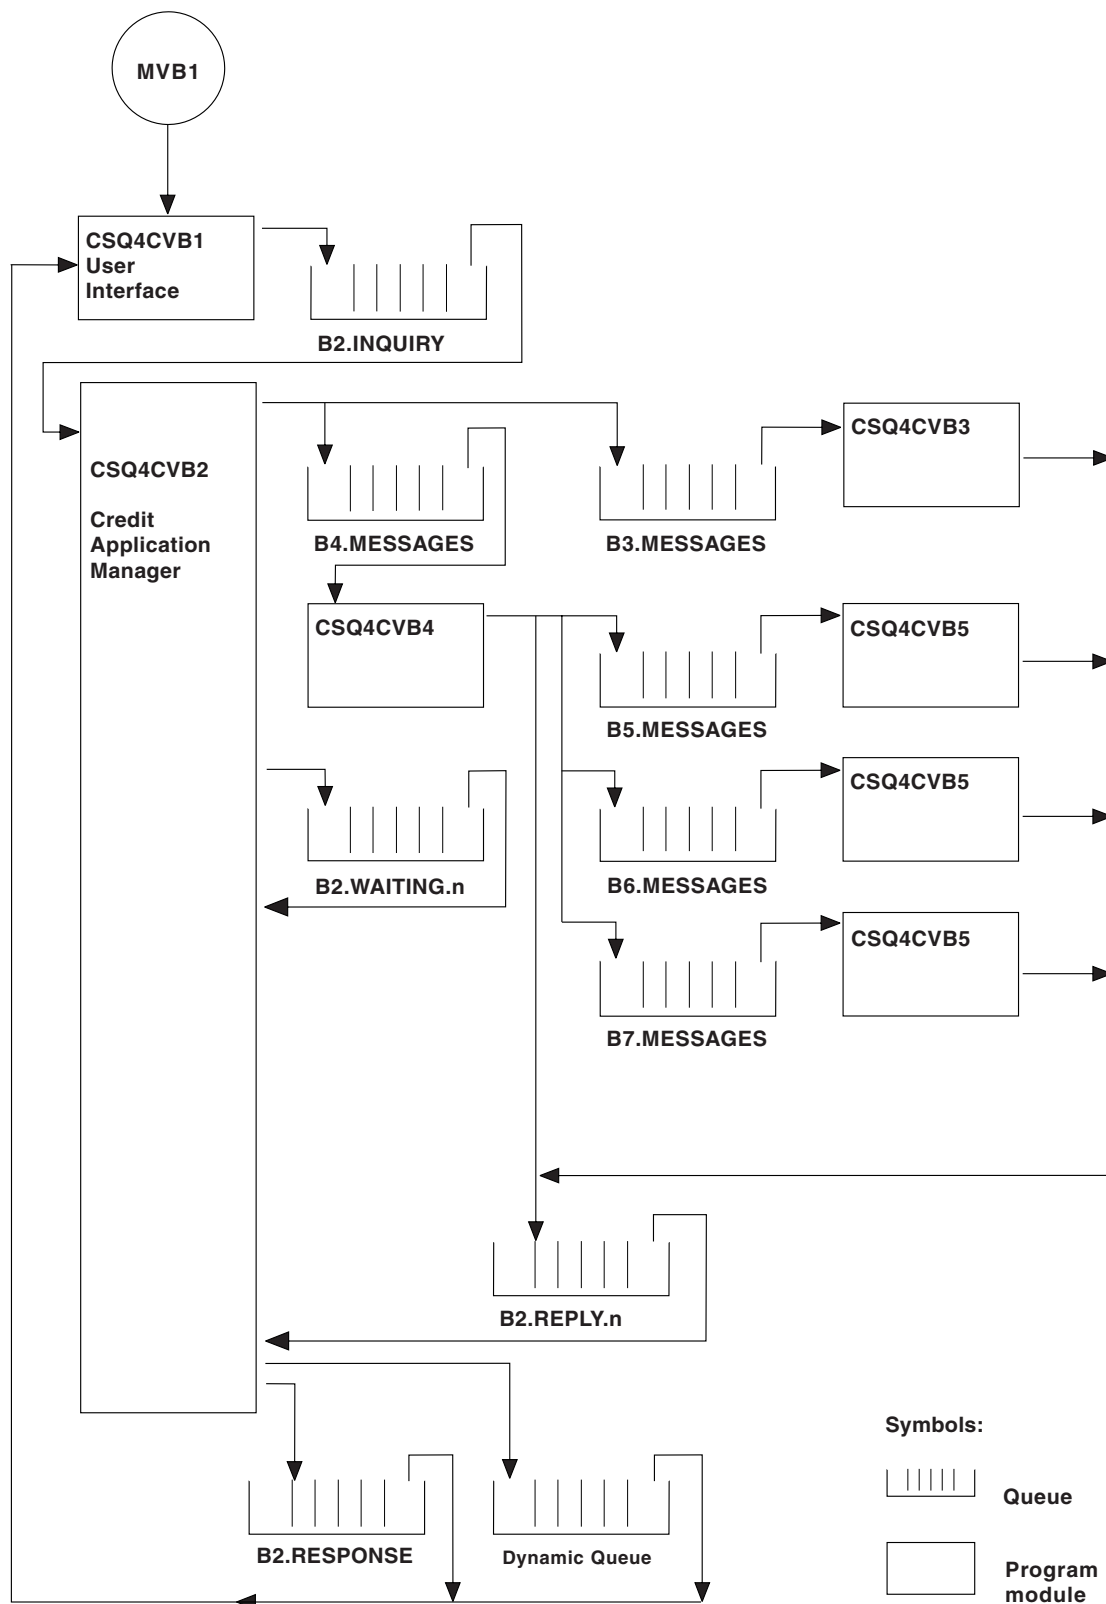 MVB1
CSQ4CVB1
User
Interface
B2.INQUIRY
CSQ4CVB2
Credit
Application
Manager
B4.MESSAGES
B3.MESSAGES
CSQ4CVB3
CSQ4CVB4
B5.MESSAGES
CSQ4CVB5
B2.WAITING.n
B6.MESSAGES
CSQ4CVB5
B7.MESSAGES
CSQ4CVB5
B2.REPLY.n
B2.RESPONSE
Dynamic Queue
Symbols:
Queue
Program
module